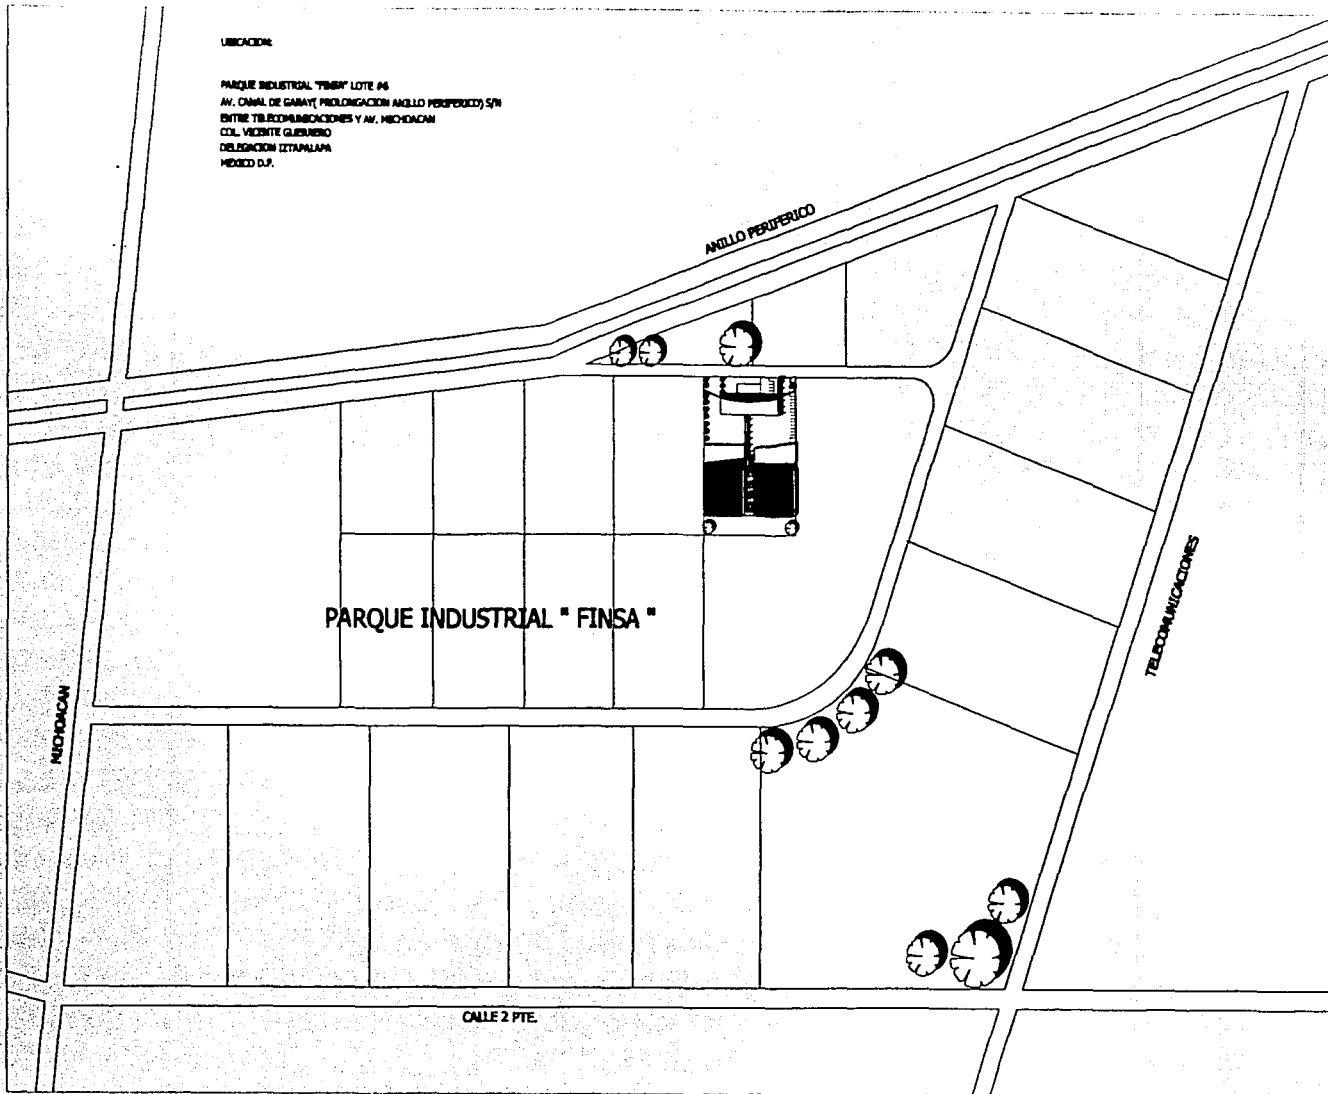 UBICACION:
PARQUE INDUSTRIAL "FINSA" LOTE #6
AV. CANAL DE GARAY( PROLONGACION ANILLO PERIFERICO) S/N
ENTRE TELECOMUNICACIONES Y AV. MICHOACAN
COL. VICENTE GUERRERO
DELEGACION IZTAPALAPA
MEXICO D.F.
ANILLO PERIFERICO
PARQUE INDUSTRIAL " FINSA "
TELECOMUNICACIONES
MICHOACAN
CALLE 2 PTE.